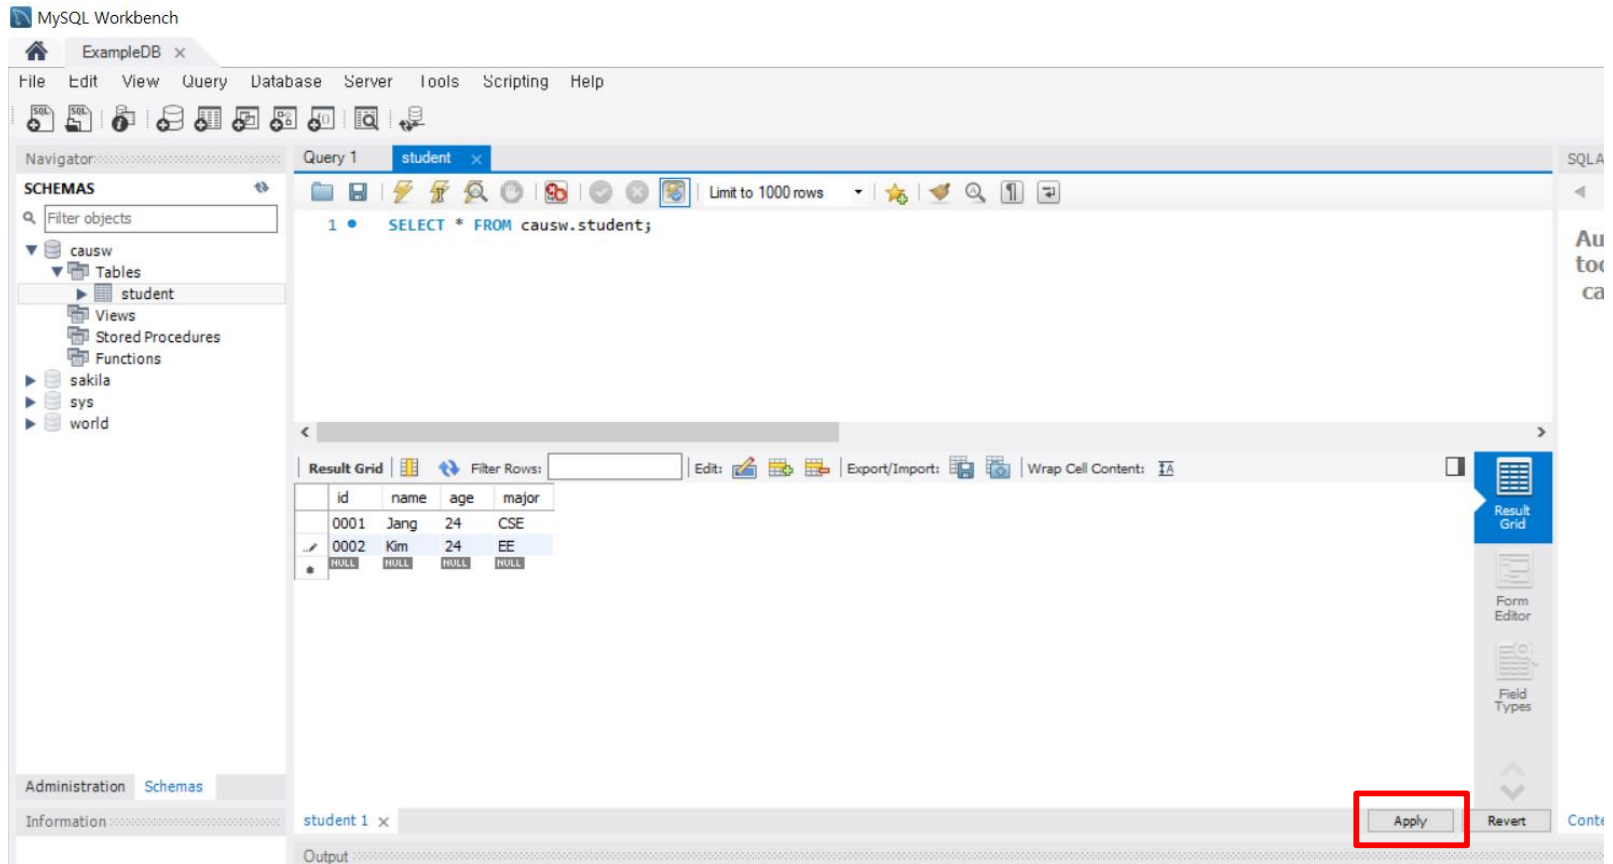 MySQL Workbench
ExampleDB
File Edit View Query Database Server Tools Scripting Help
Navigator
SCHEMAS
Filter objects
causw
Tables
student
Views
Stored Procedures
Functions
sakila
sys
world
Administration Schemas
Information
Query 1 student
Limit to 1000 rows
1 SELECT * FROM causw.student;
Result Grid Filter Rows: Edit: Export/Import: Wrap Cell Content:
id name age major
0001 Jang 24 CSE
0002 Kim 24 EE
NULL NULL NULL NULL
Result
Grid
Form
Editor
Field
Types
student 1 Apply Revert
Output
SQLA
Au
too
ca
Conte